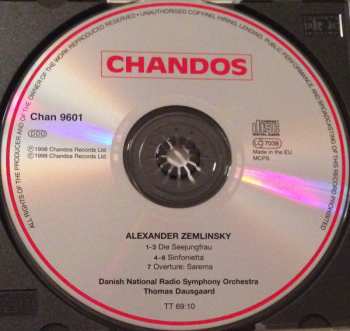 ALL RIGHTS OF THE PRODUCER AND OF THE OWNER OF THE WORK REPRODUCED RESERVED • UNAUTHORISED COPYING, HIRING, LENDING, PUBLIC PERFORMANCE AND BROADCASTING OF THIS RECORD PROHIBITED
CHANDOS
Chan 9601
DDD
COMPACT
DIGITAL AUDIO
LC 7038
Made in the EU
MCPS
℗ 1998 Chandos Records Ltd
© 1998 Chandos Records Ltd
ALEXANDER ZEMLINSKY
1-3 Die Seejungfrau
4-6 Sinfonietta
7 Overture: Sarema
Danish National Radio Symphony Orchestra
Thomas Dausgaard
TT 69:10